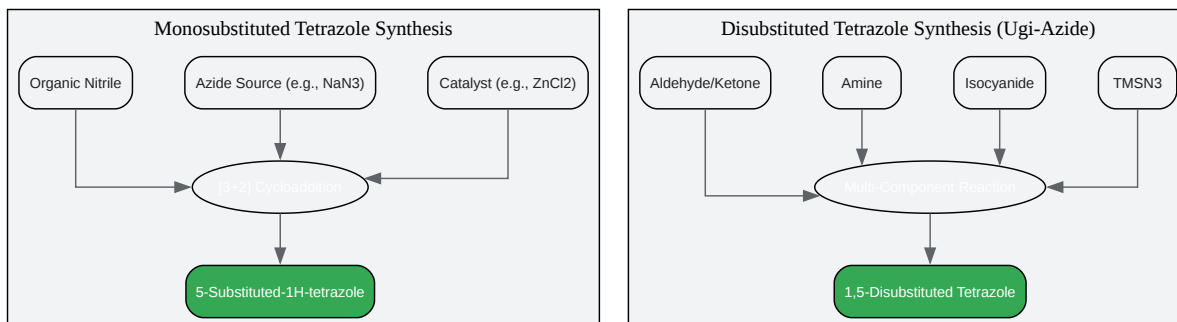 Monosubstituted Tetrazole Synthesis
Organic Nitrile
Azide Source (e.g., NaN3)
Catalyst (e.g., ZnCl2)
[3+2] Cycloaddition
5-Substituted-1H-tetrazole
Disubstituted Tetrazole Synthesis (Ugi-Azide)
Aldehyde/Ketone
Amine
Isocyanide
TMSN3
Multi-Component Reaction
1,5-Disubstituted Tetrazole